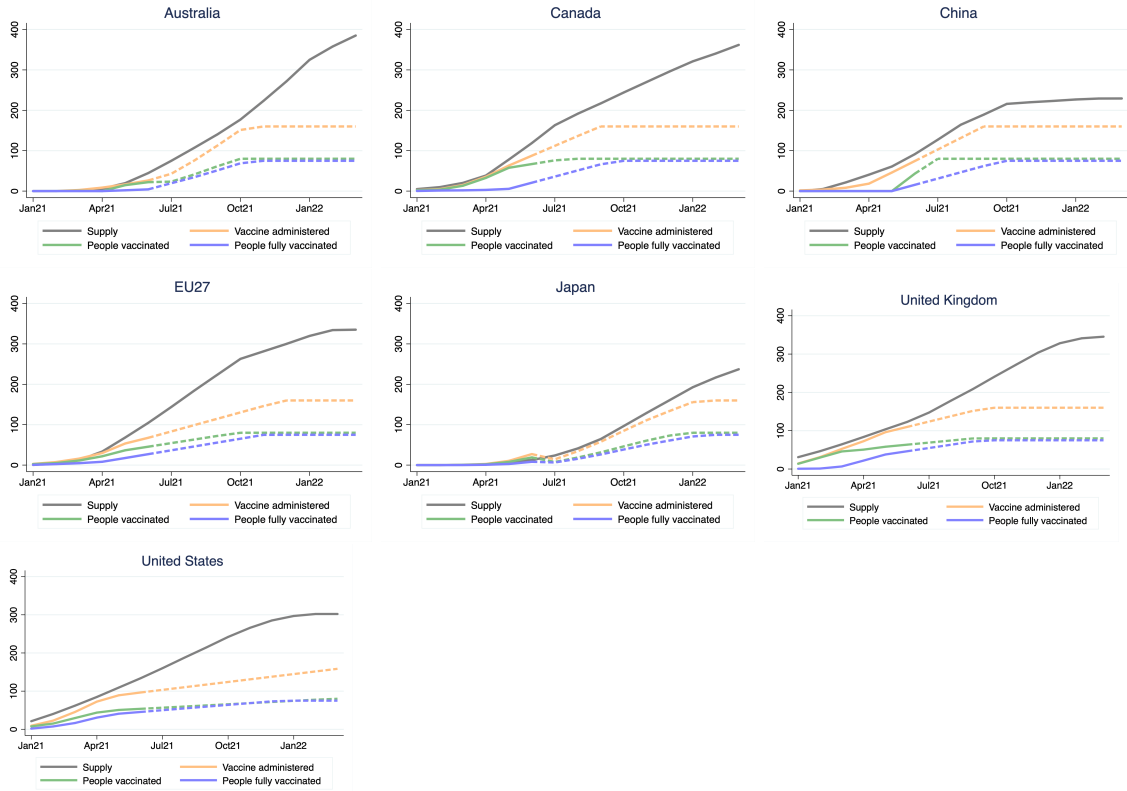 Australia
400
300
200
100
0
Jan21 Apr21 Jul21 Oct21 Jan22
Supply Vaccine administered
People vaccinated People fully vaccinated
Canada
400
300
200
100
0
Jan21 Apr21 Jul21 Oct21 Jan22
Supply Vaccine administered
People vaccinated People fully vaccinated
China
400
300
200
100
0
Jan21 Apr21 Jul21 Oct21 Jan22
Supply Vaccine administered
People vaccinated People fully vaccinated
EU27
400
300
200
100
0
Jan21 Apr21 Jul21 Oct21 Jan22
Supply Vaccine administered
People vaccinated People fully vaccinated
Japan
400
300
200
100
0
Jan21 Apr21 Jul21 Oct21 Jan22
Supply Vaccine administered
People vaccinated People fully vaccinated
United Kingdom
400
300
200
100
0
Jan21 Apr21 Jul21 Oct21 Jan22
Supply Vaccine administered
People vaccinated People fully vaccinated
United States
400
300
200
100
0
Jan21 Apr21 Jul21 Oct21 Jan22
Supply Vaccine administered
People vaccinated People fully vaccinated